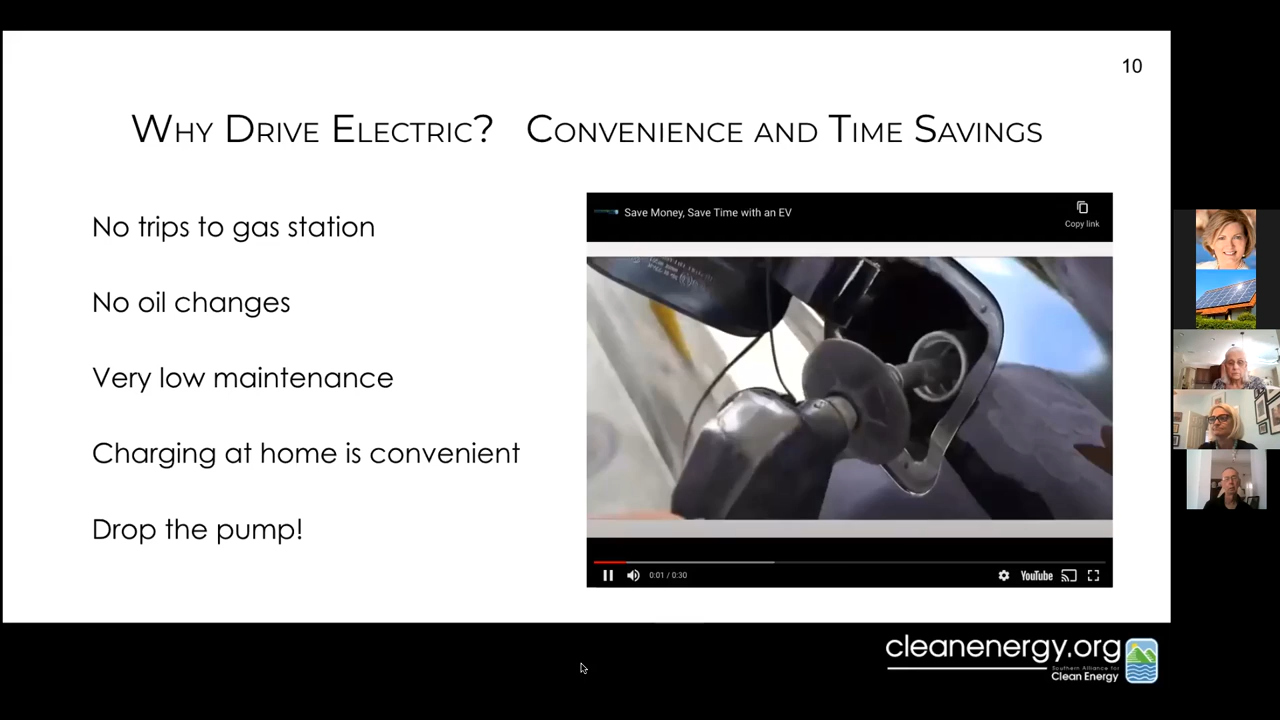 10
Why Drive Electric? Convenience and Time Savings
No trips to gas station
No oil changes
Very low maintenance
Charging at home is convenient
Drop the pump!
Save Money, Save Time with an EV
Copy link
0:01 / 0:30
YouTube
cleanenergy.org
Southern Alliance for
Clean Energy